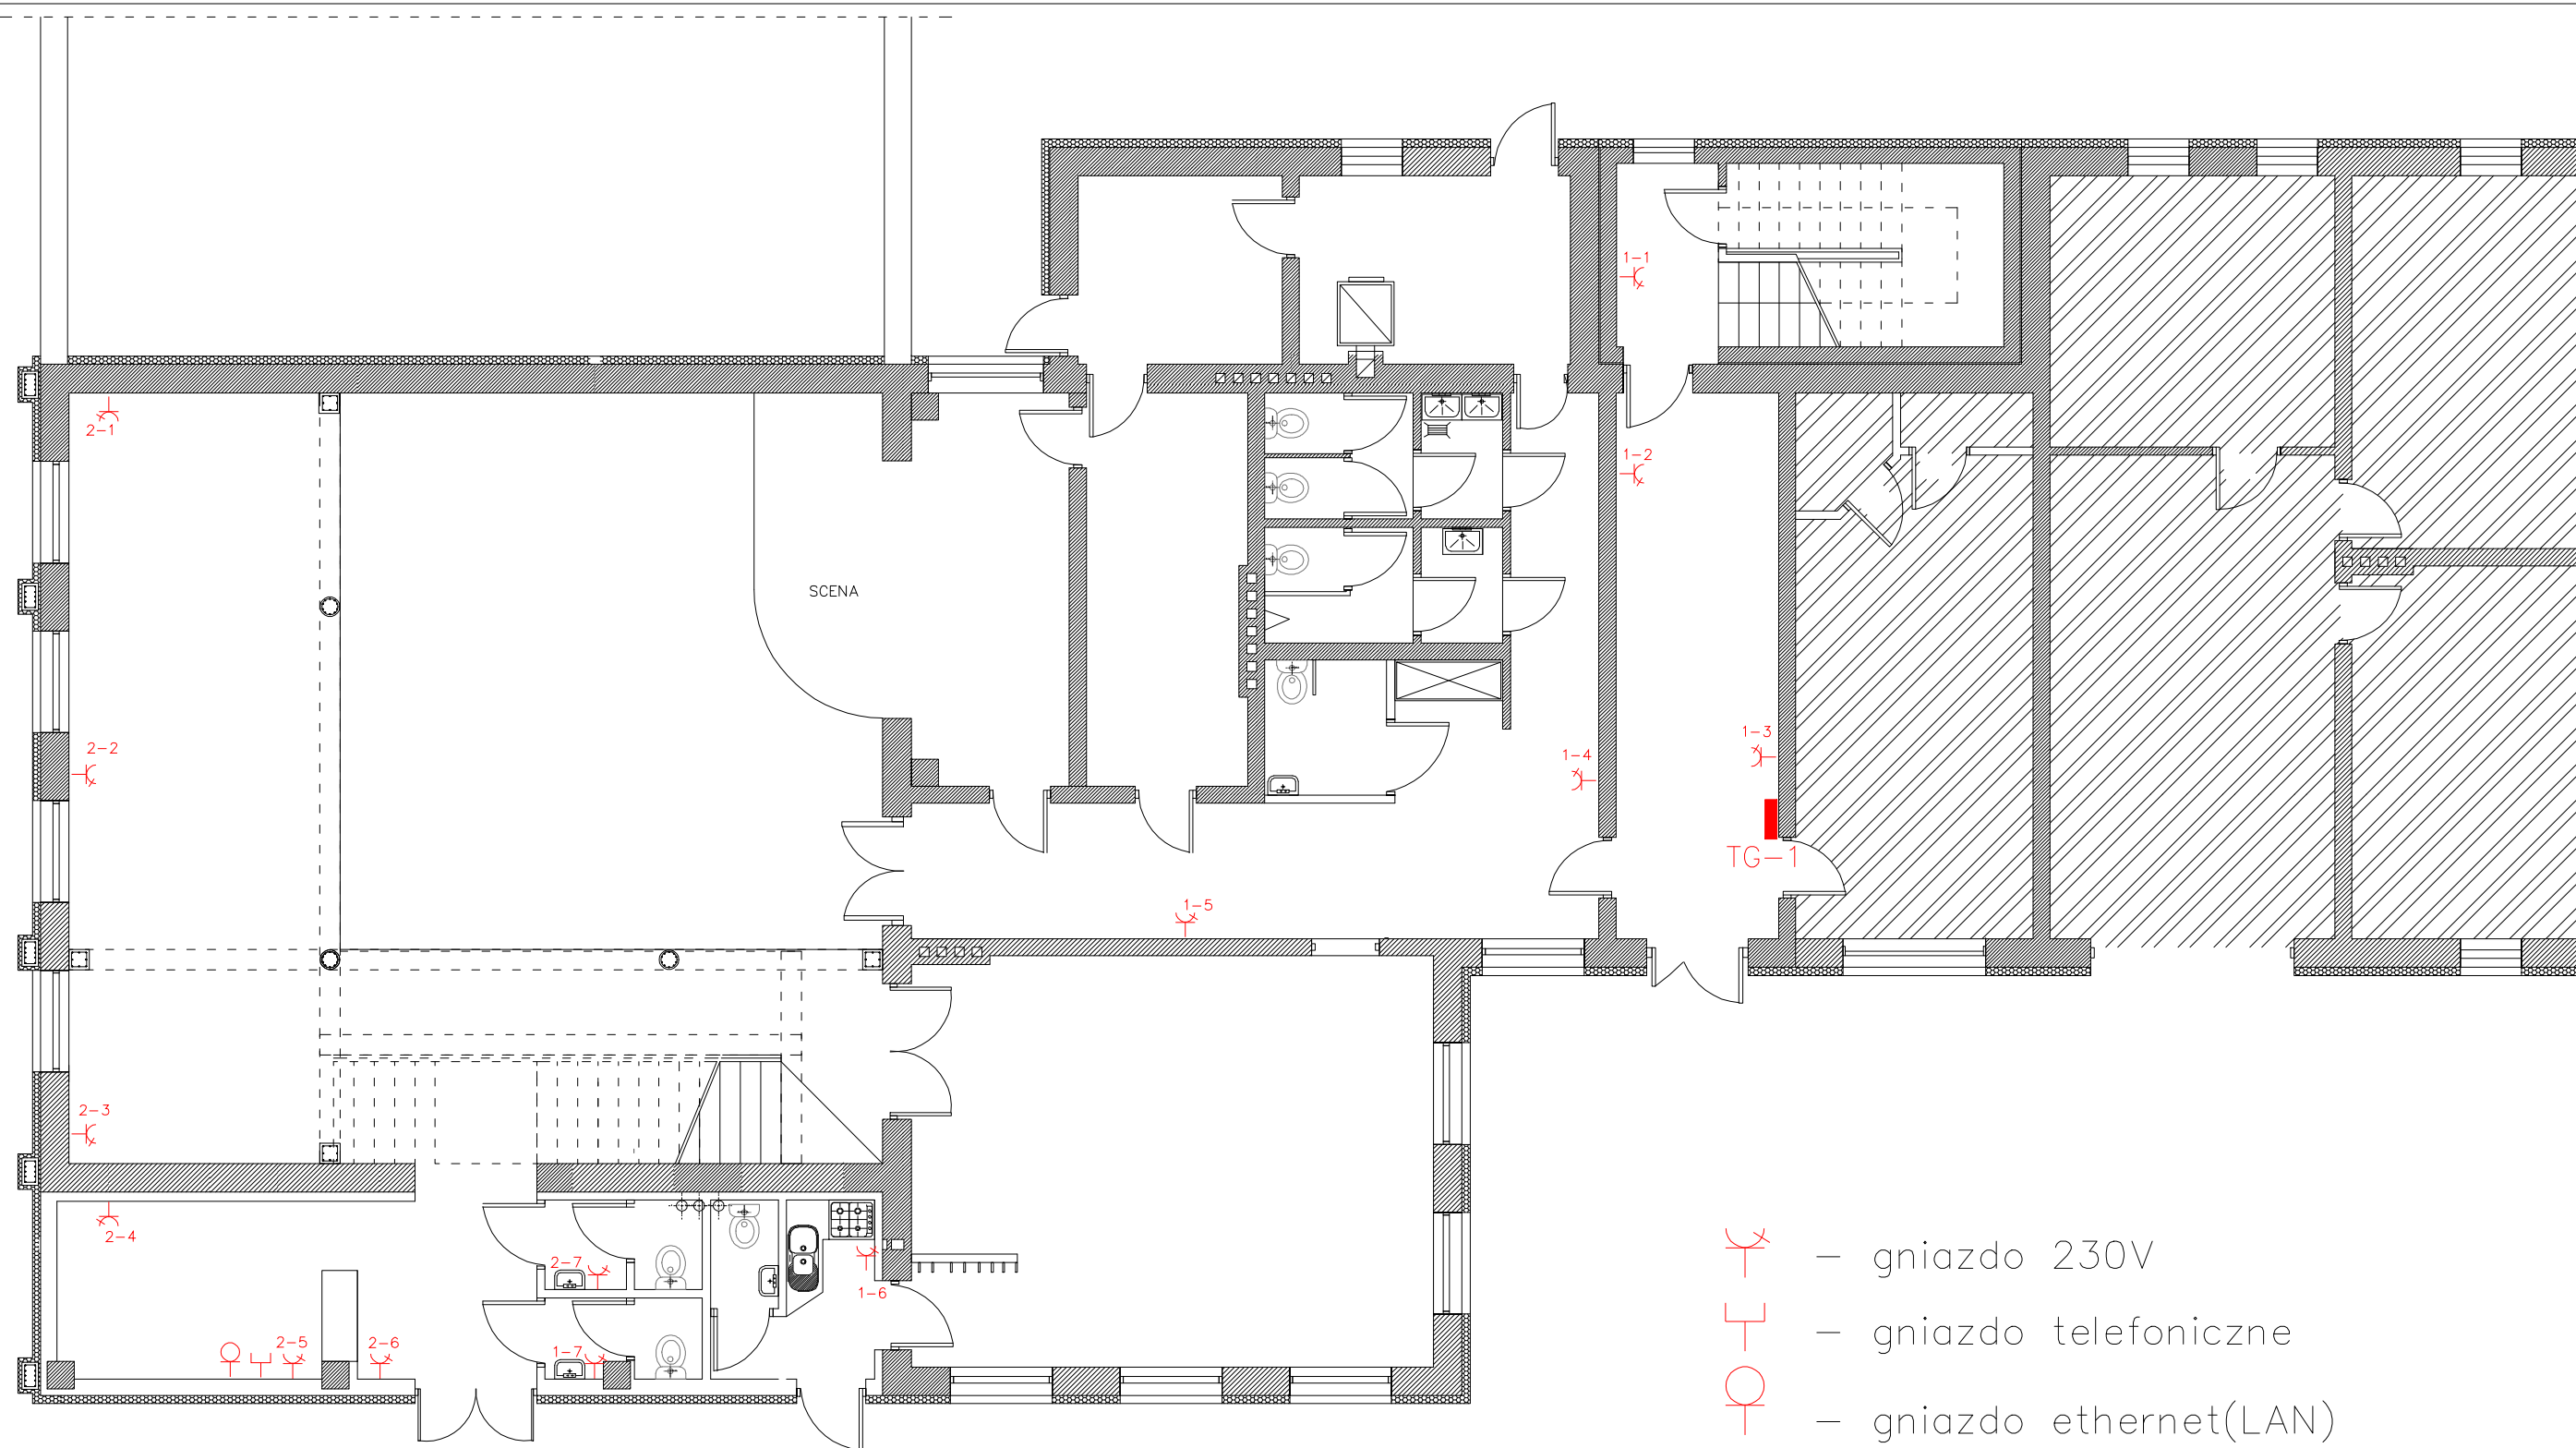 1-1
2-1
1-2
SCENA
2-2
1-3
1-4
TG-1
1-5
2-3
2-4
2-7
1-6
2-5
2-6
1-7
– gniazdo 230V
– gniazdo telefoniczne
– gniazdo ethernet(LAN)